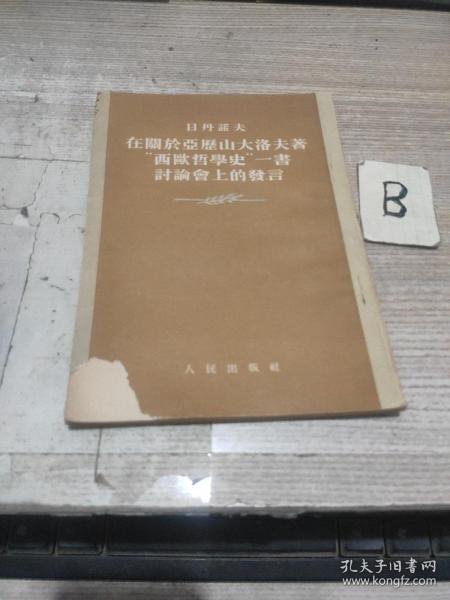 日丹諾夫
在關於亞歷山大洛夫著
"西歐哲學史"一書
討論會上的發言
人民出版社
B
孔夫子旧书网
www.kongfz.com